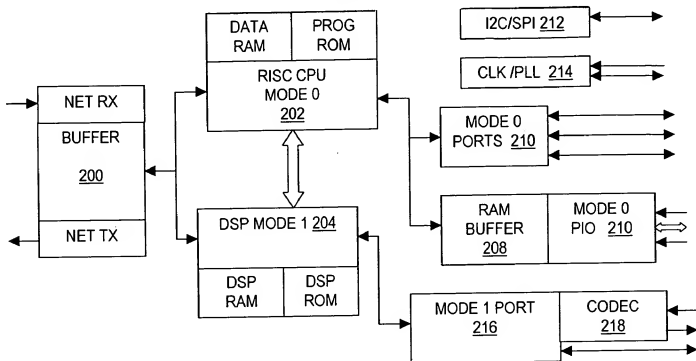 NET RX
BUFFER
200
NET TX
DATA
RAM
PROG
ROM
RISC CPU
MODE 0
202
DSP MODE 1 204
DSP
RAM
DSP
ROM
I2C/SPI 212
CLK /PLL 214
MODE 0
PORTS 210
RAM
BUFFER
208
MODE 0
PIO 210
MODE 1 PORT
216
CODEC
218